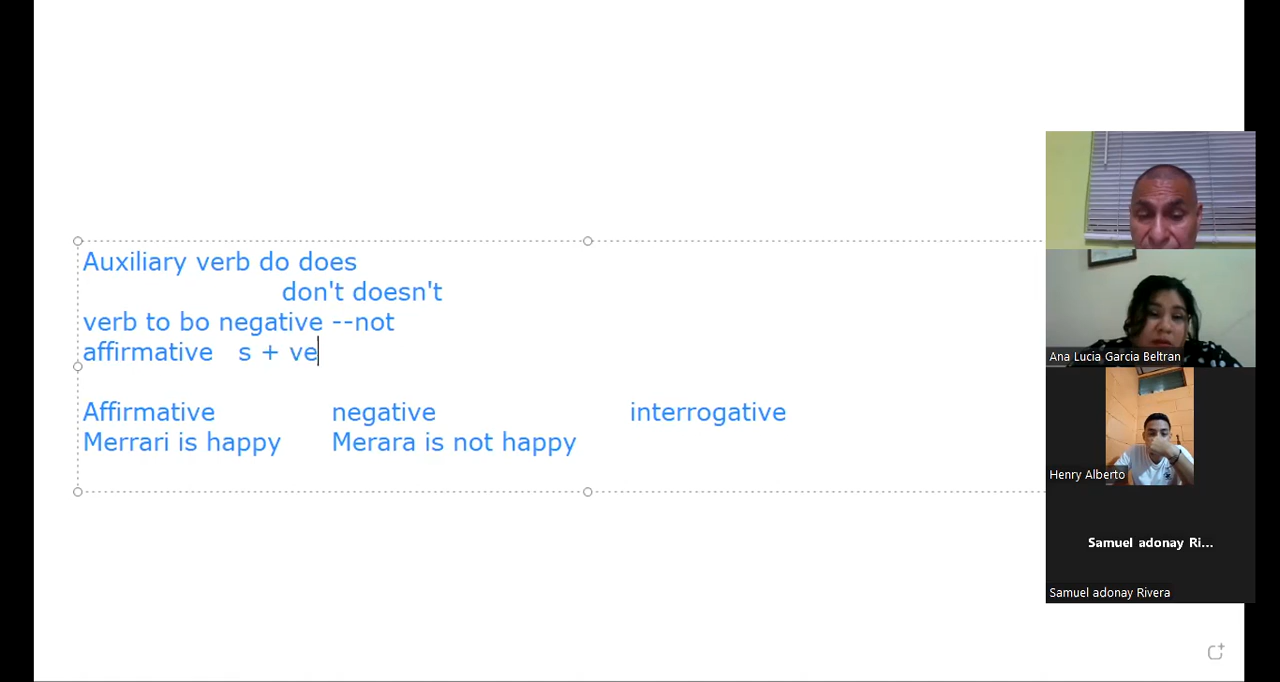 Auxiliary verb do does
don't doesn't
verb to bo negative --not
affirmative s + ve
Affirmative negative interrogative
Merrari is happy Merara is not happy
Ana Lucia Garcia Beltran
Henry Alberto
Samuel adonay Ri...
Samuel adonay Rivera